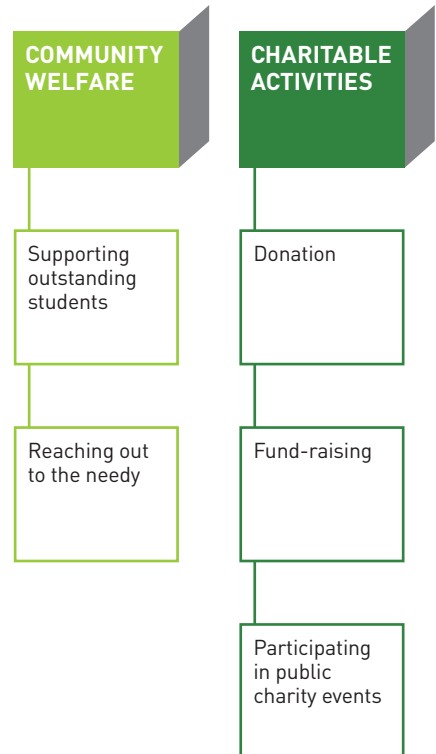 COMMUNITY
WELFARE
Supporting
outstanding
students
Reaching out
to the needy
CHARITABLE
ACTIVITIES
Donation
Fund-raising
Participating
in public
charity events